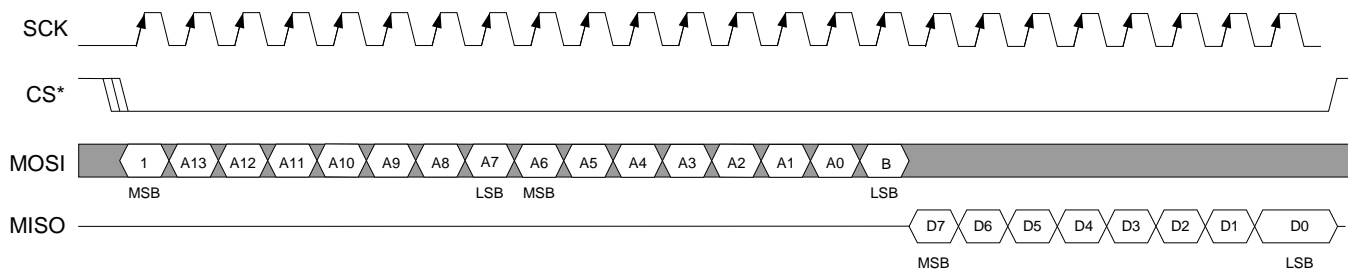 SCK
CS*
MOSI 1 A13 A12 A11 A10 A9 A8 A7 A6 A5 A4 A3 A2 A1 A0 B
MSB LSB MSB LSB
MISO D7 D6 D5 D4 D3 D2 D1 D0
MSB LSB